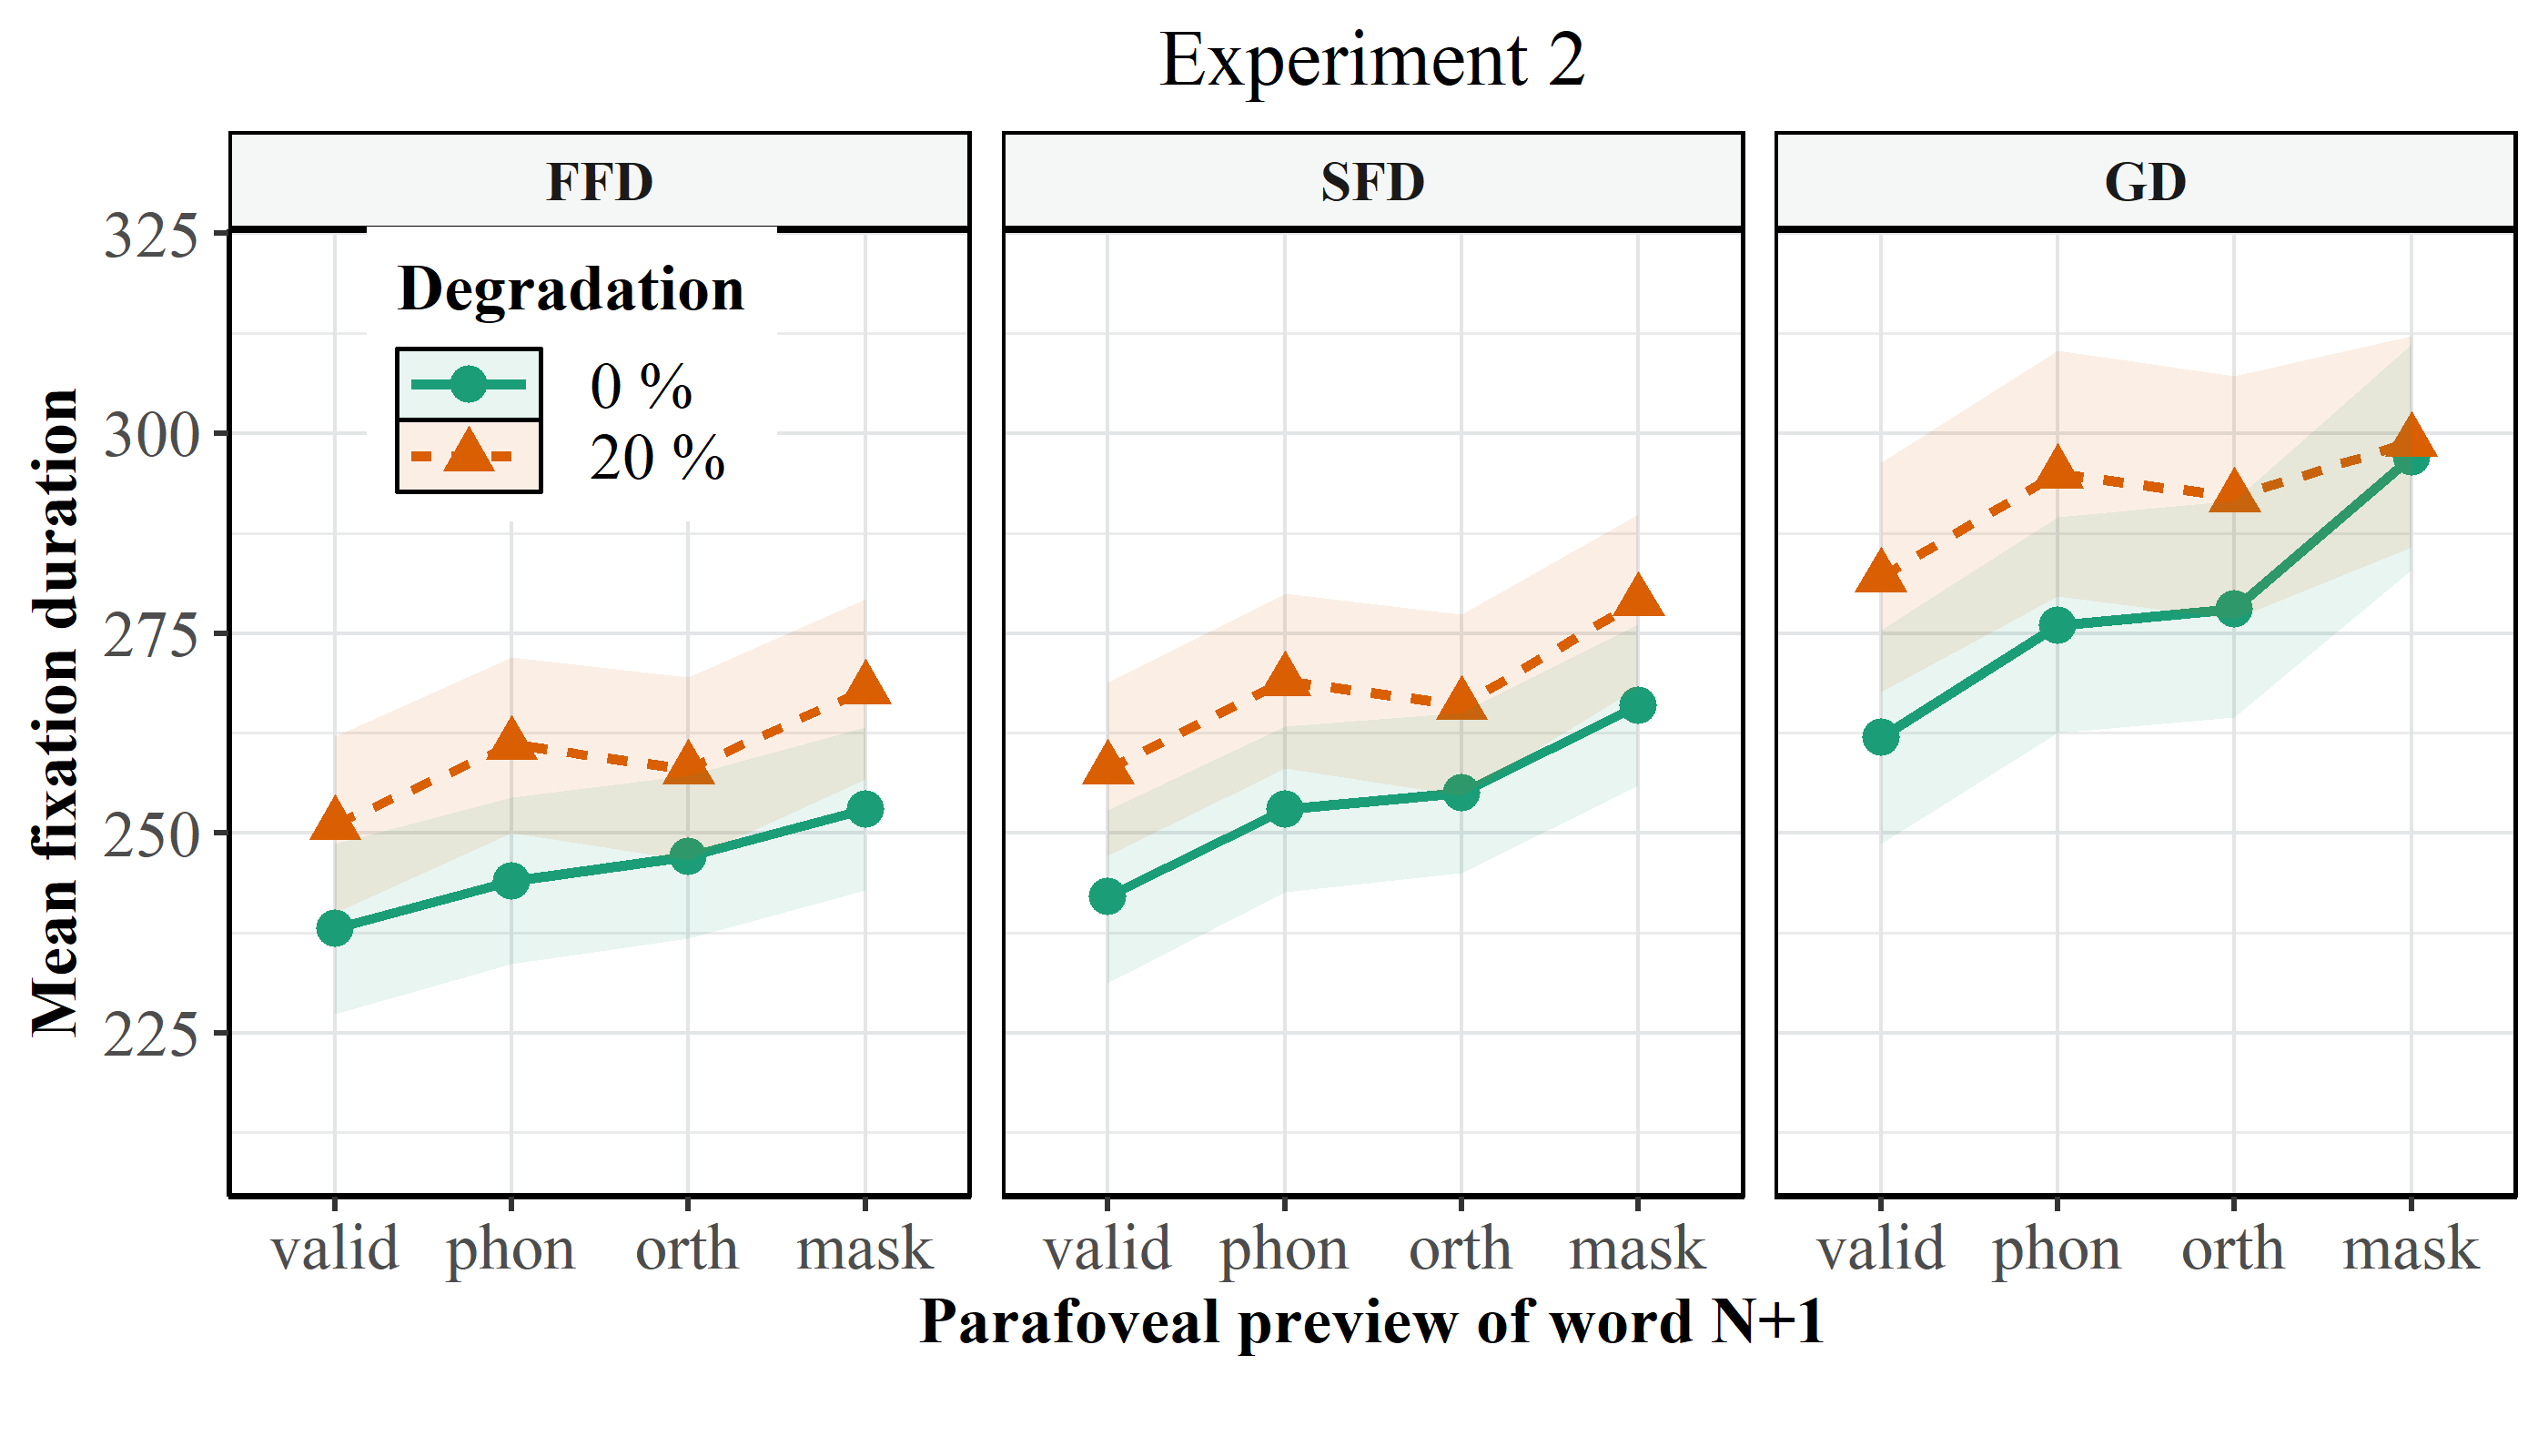 Experiment 2
FFD SFD GD
Mean fixation duration
325
300
275
250
225
Degradation
0 %
20 %
valid phon orth mask valid phon orth mask valid phon orth mask
Parafoveal preview of word N+1